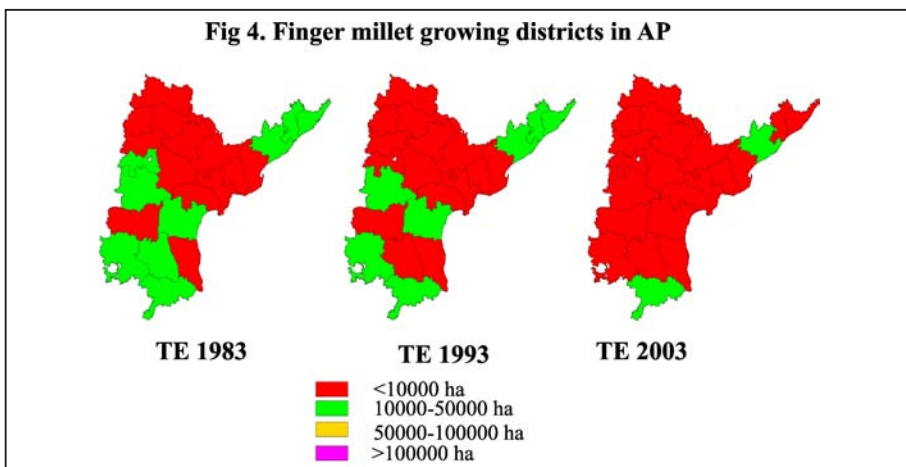 Fig 4. Finger millet growing districts in AP
TE 1983
TE 1993
TE 2003
<10000 ha
10000-50000 ha
50000-100000 ha
>100000 ha